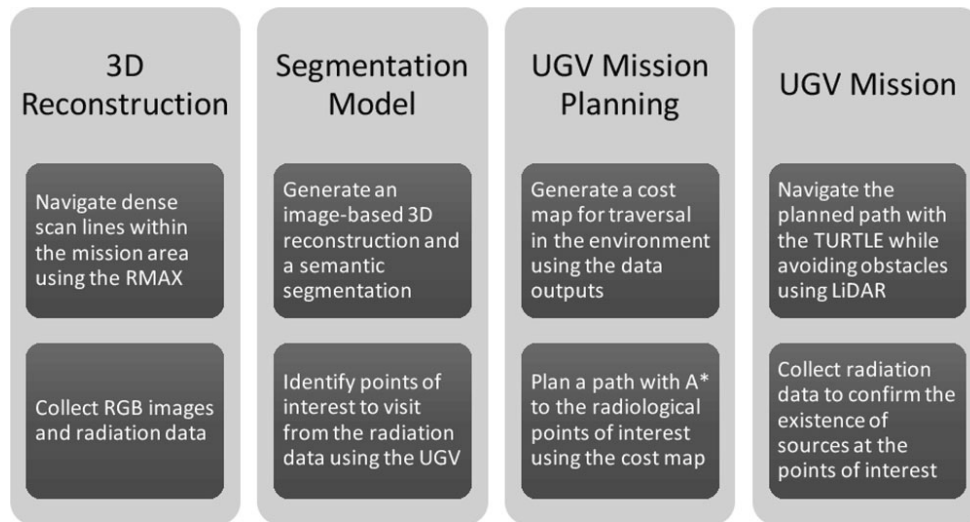 3D
Reconstruction
Navigate dense
scan lines within
the mission area
using the RMAX
Collect RGB images
and radiation data
Segmentation
Model
Generate an
image-based 3D
reconstruction and
a semantic
segmentation
Identify points of
interest to visit
from the radiation
data using the UGV
UGV Mission
Planning
Generate a cost
map for traversal
in the environment
using the data
outputs
Plan a path with A*
to the radiological
points of interest
using the cost map
UGV Mission
Navigate the
planned path with
the TURTLE while
avoiding obstacles
using LiDAR
Collect radiation
data to confirm the
existence of
sources at the
points of interest